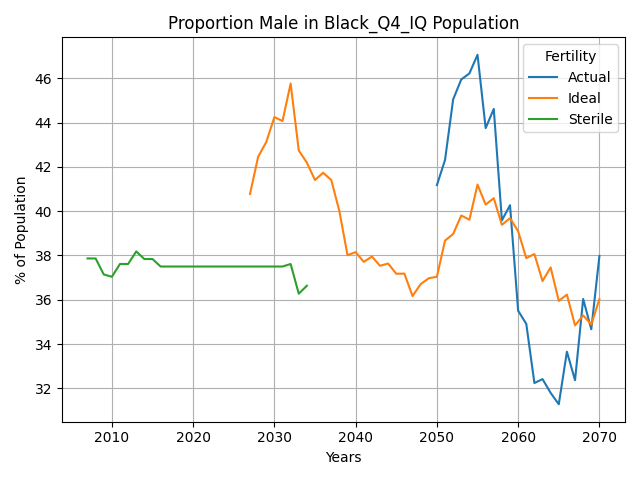 Proportion Male in Black_Q4_IQ Population
Fertility
Actual
Ideal
Sterile
% of Population
46
44
42
40
38
36
34
32
2010 2020 2030 2040 2050 2060 2070
Years